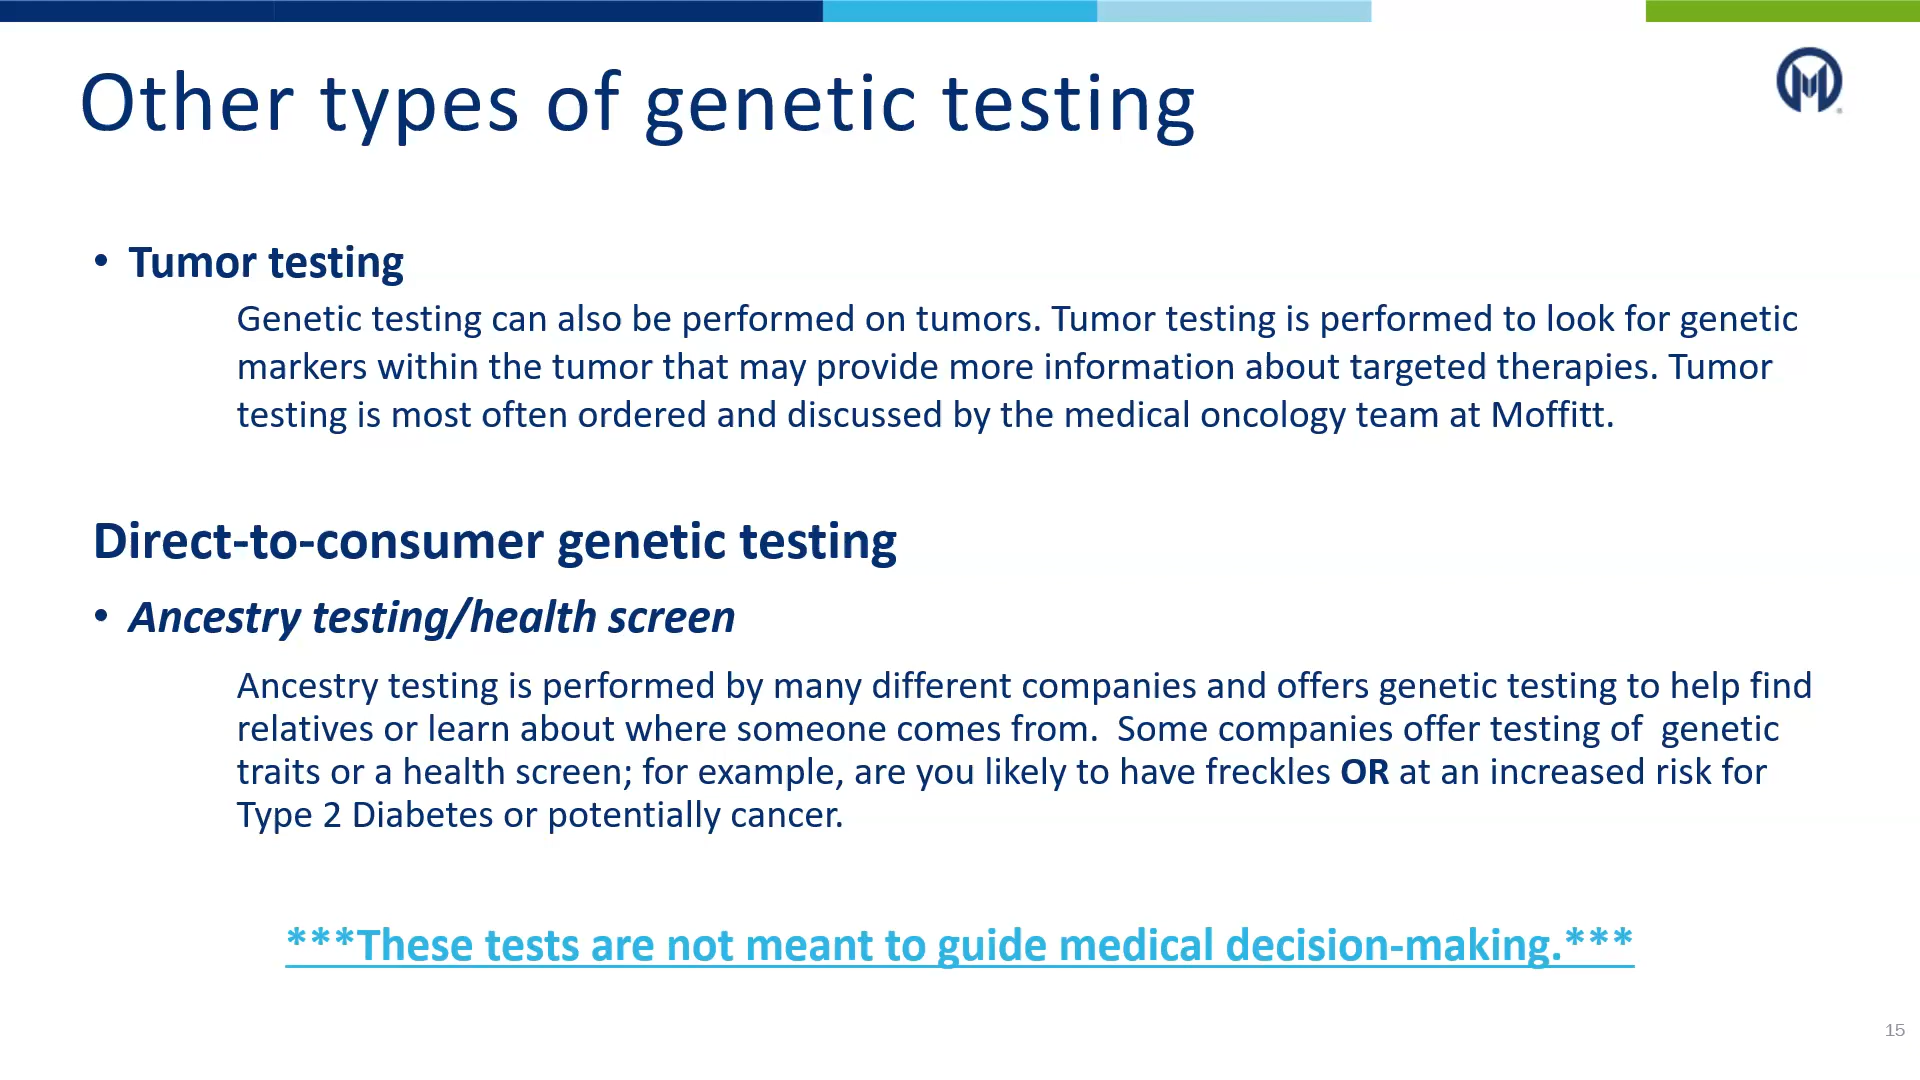 Other types of genetic testing
• Tumor testing
Genetic testing can also be performed on tumors. Tumor testing is performed to look for genetic
markers within the tumor that may provide more information about targeted therapies. Tumor
testing is most often ordered and discussed by the medical oncology team at Moffitt.
Direct-to-consumer genetic testing
• Ancestry testing/health screen
Ancestry testing is performed by many different companies and offers genetic testing to help find
relatives or learn about where someone comes from.  Some companies offer testing of  genetic
traits or a health screen; for example, are you likely to have freckles OR at an increased risk for
Type 2 Diabetes or potentially cancer.
***These tests are not meant to guide medical decision-making.***
15